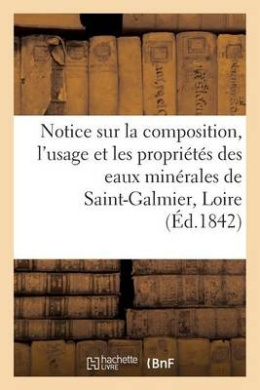 Notice sur la composition,
l'usage et les propriétés des
eaux minérales de
Saint-Galmier, Loire
(Éd.1842)
hachette
LIVRE
{BnF